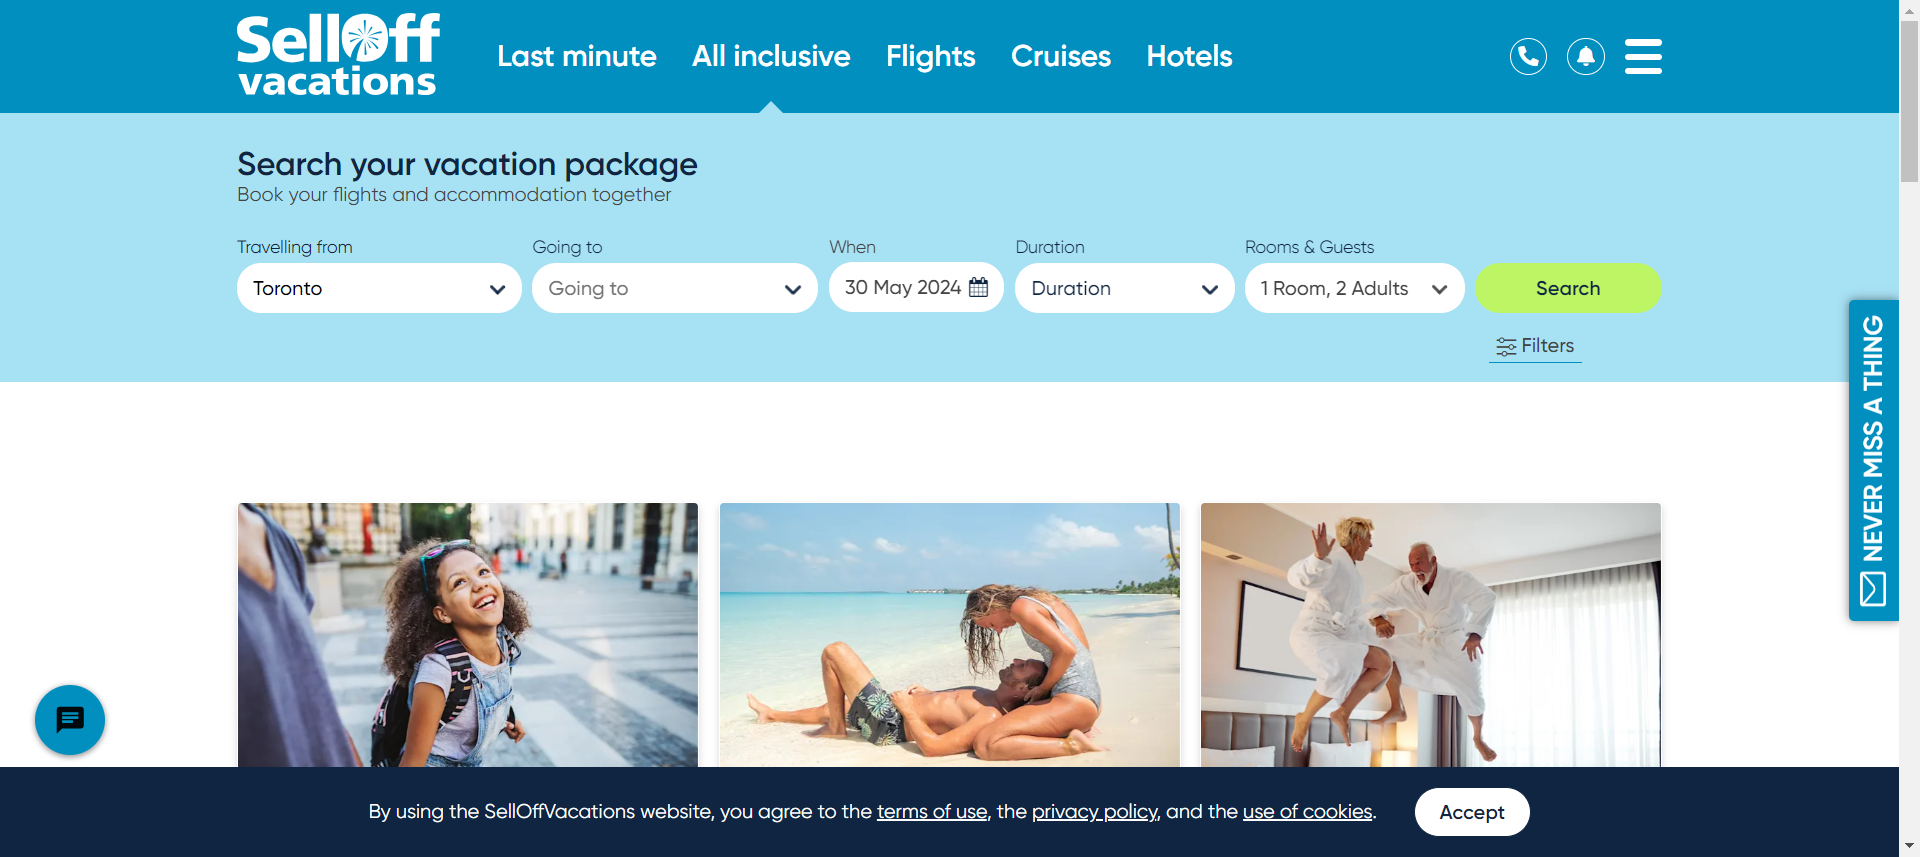 SellOff
vacations
Last minute
All inclusive
Flights
Cruises
Hotels
Search your vacation package
Book your flights and accommodation together
Travelling from
Going to
When
Duration
Rooms & Guests
Toronto
Going to
30 May 2024
Duration
1 Room, 2 Adults
Search
Filters
NEVER MISS A THING
By using the SellOffVacations website, you agree to the terms of use, the privacy policy, and the use of cookies.
Accept